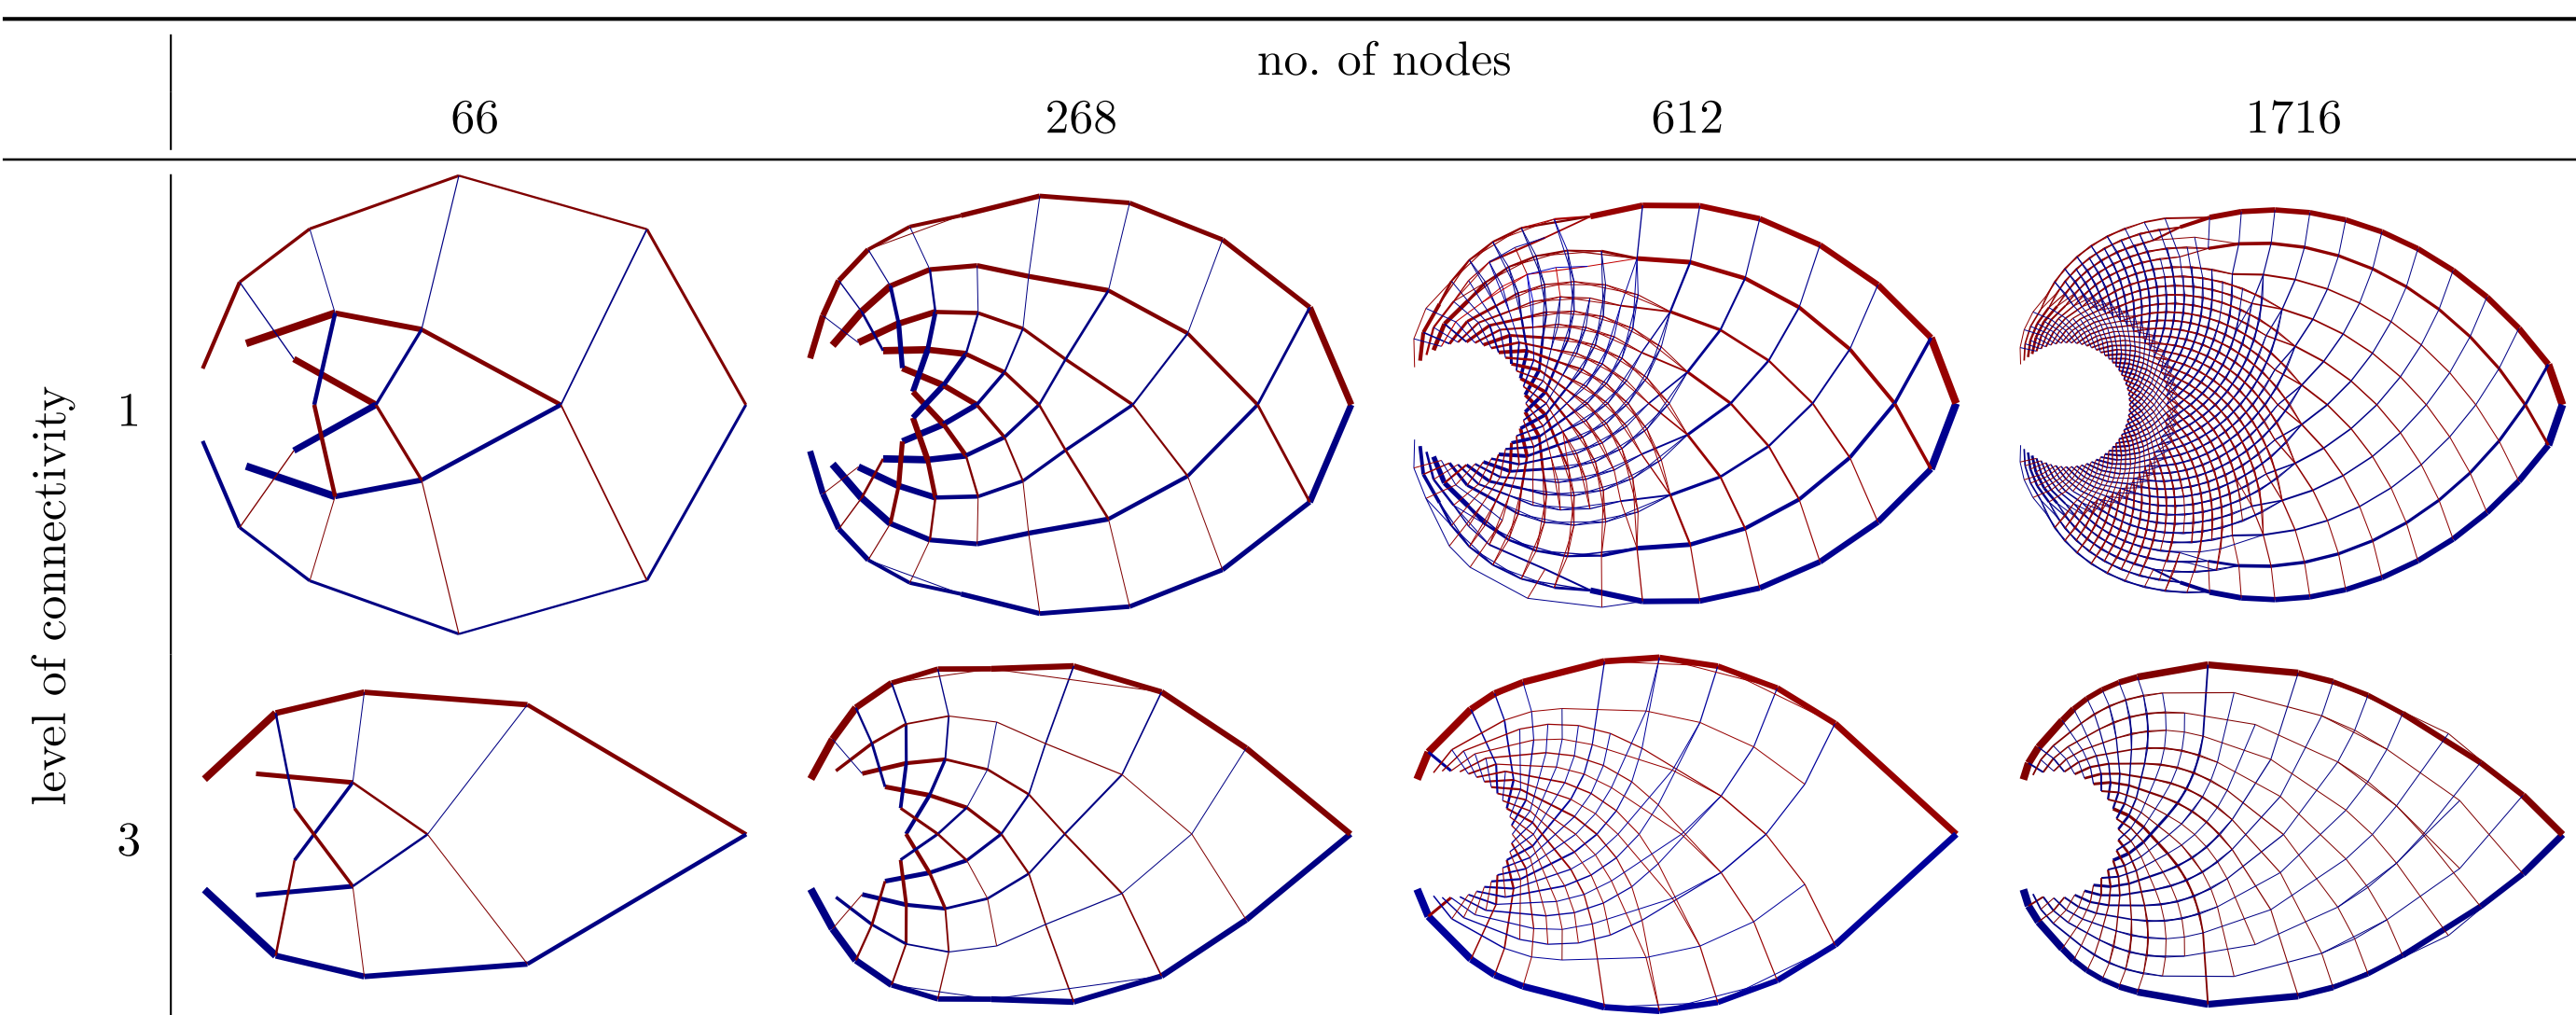 no. of nodes
66 268 612 1716
level of connectivity
1
3